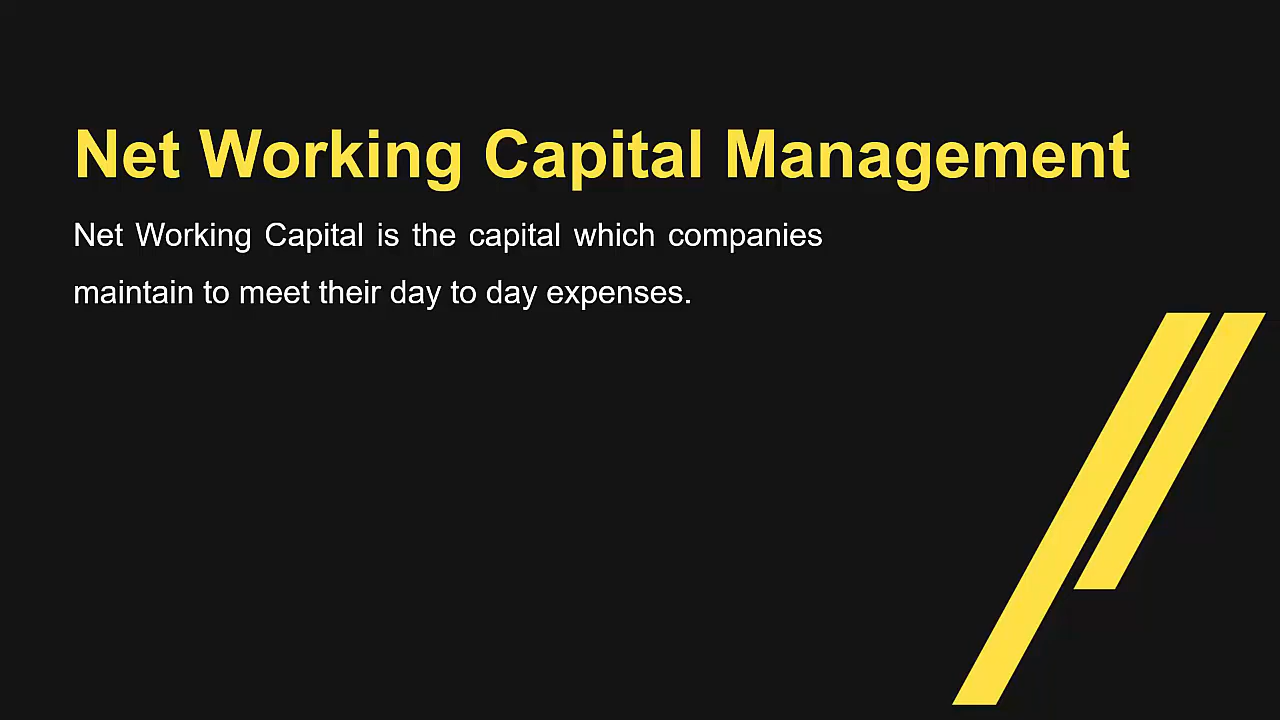 Net Working Capital Management
Net Working Capital is the capital which companies
maintain to meet their day to day expenses.